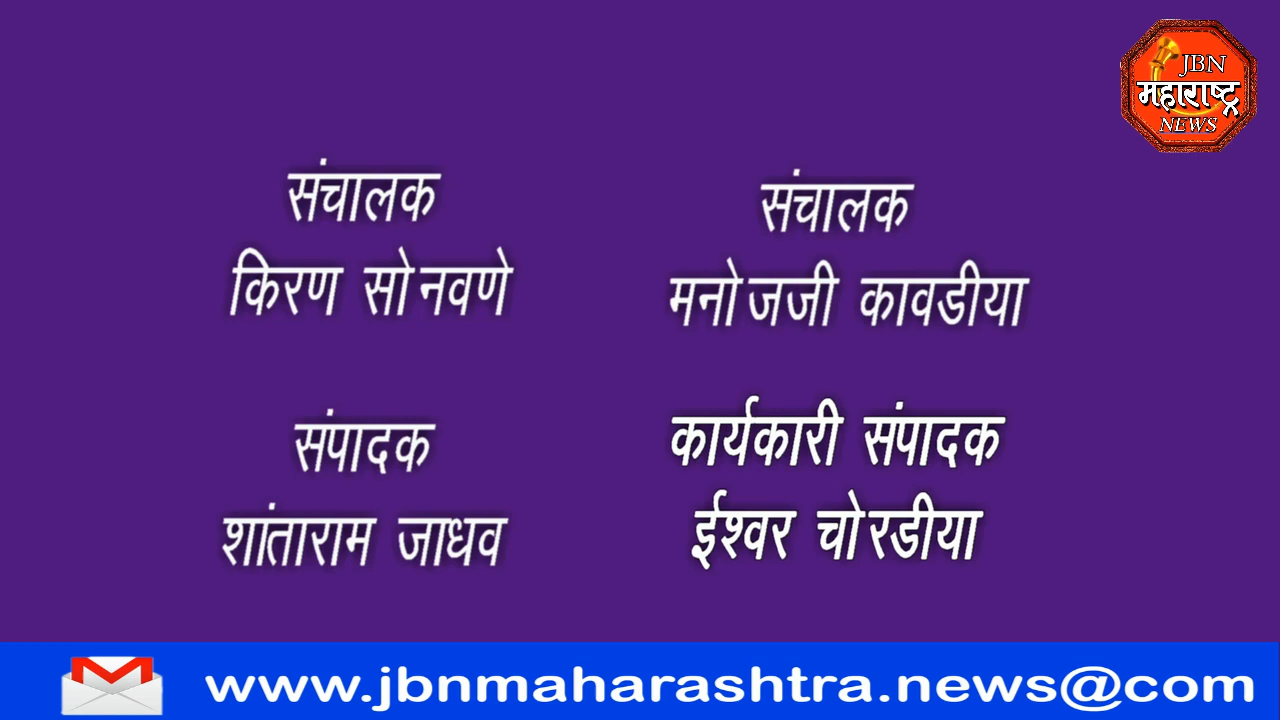 JBN
महाराष्ट्र
NEWS
संचालक
किरण सोनवणे
संचालक
मनोजजी कावडीया
संपादक
शांताराम जाधव
कार्यकारी संपादक
ईश्वर चोरडीया
www.jbnmaharashtra.news@com